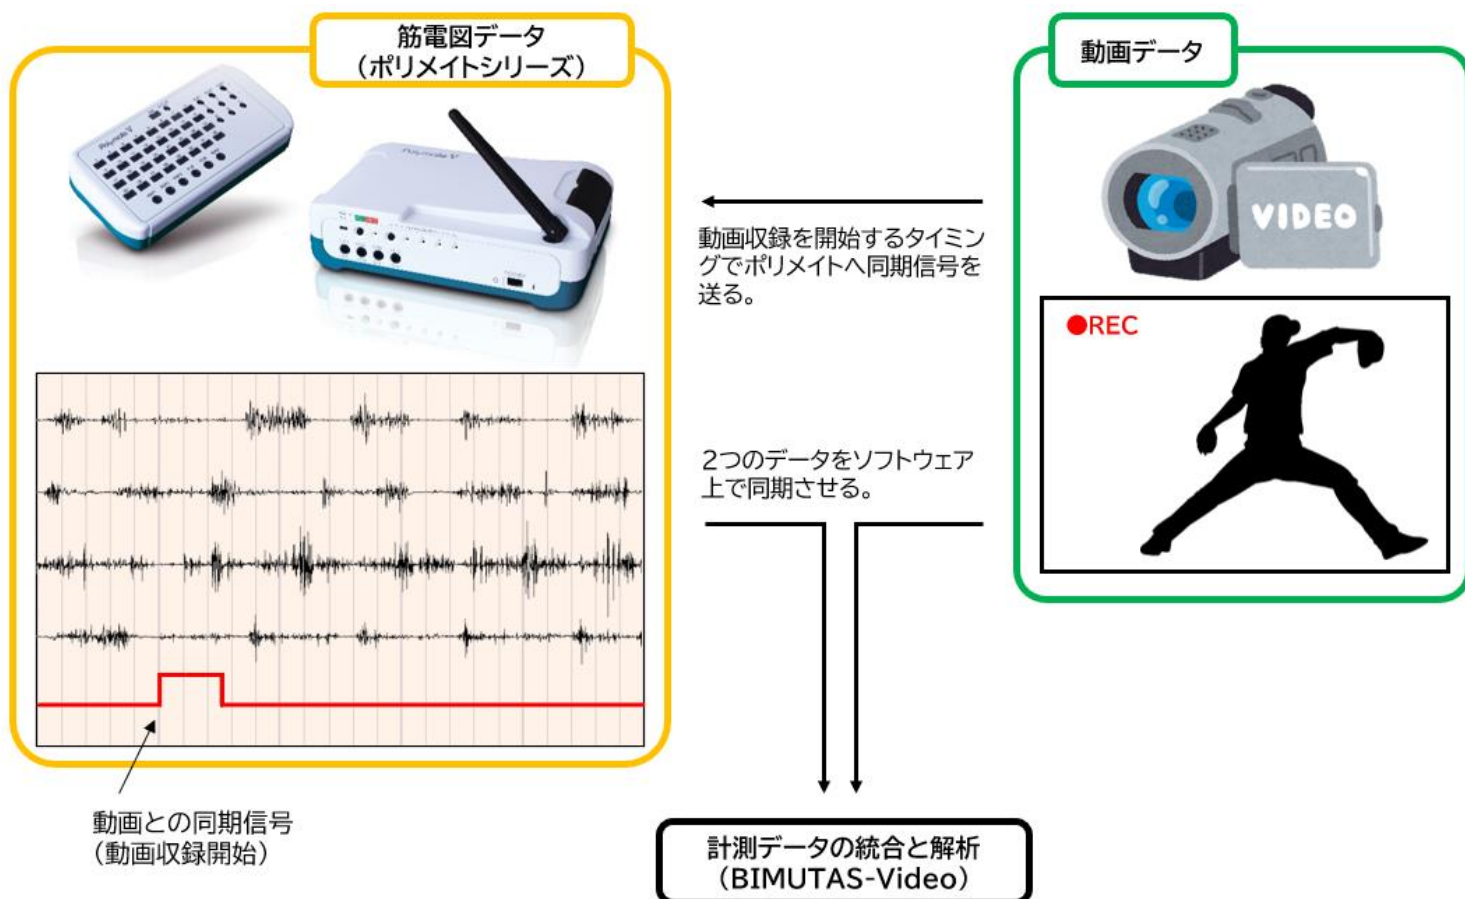 筋電図データ
（ポリメイトシリーズ）
動画データ
Polymate V
Polymate V
動画収録を開始するタイミン
グでポリメイトへ同期信号を
送る。
VIDEO
●REC
2つのデータをソフトウェア
上で同期させる。
動画との同期信号
（動画収録開始）
計測データの統合と解析
（BIMUTAS-Video）